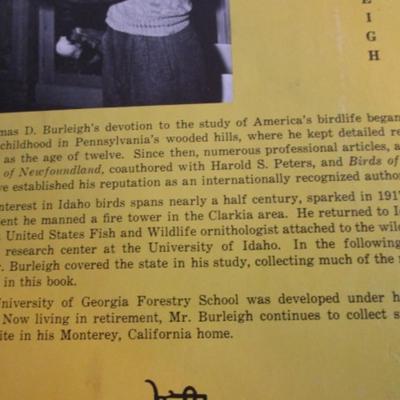 E
I
G
H
mas D. Burleigh's devotion to the study of America's birdlife began
childhood in Pennsylvania's wooded hills, where he kept detailed re
as the age of twelve. Since then, numerous professional articles, a
of Newfoundland, coauthored with Harold S. Peters, and Birds of
ve established his reputation as an internationally recognized autho
nterest in Idaho birds spans nearly a half century, sparked in 191
ent he manned a fire tower in the Clarkia area. He returned to I
United States Fish and Wildlife ornithologist attached to the wil
research center at the University of Idaho. In the following
r. Burleigh covered the state in his study, collecting much of the
in this book.
University of Georgia Forestry School was developed under h
Now living in retirement, Mr. Burleigh continues to collect s
ite in his Monterey, California home.